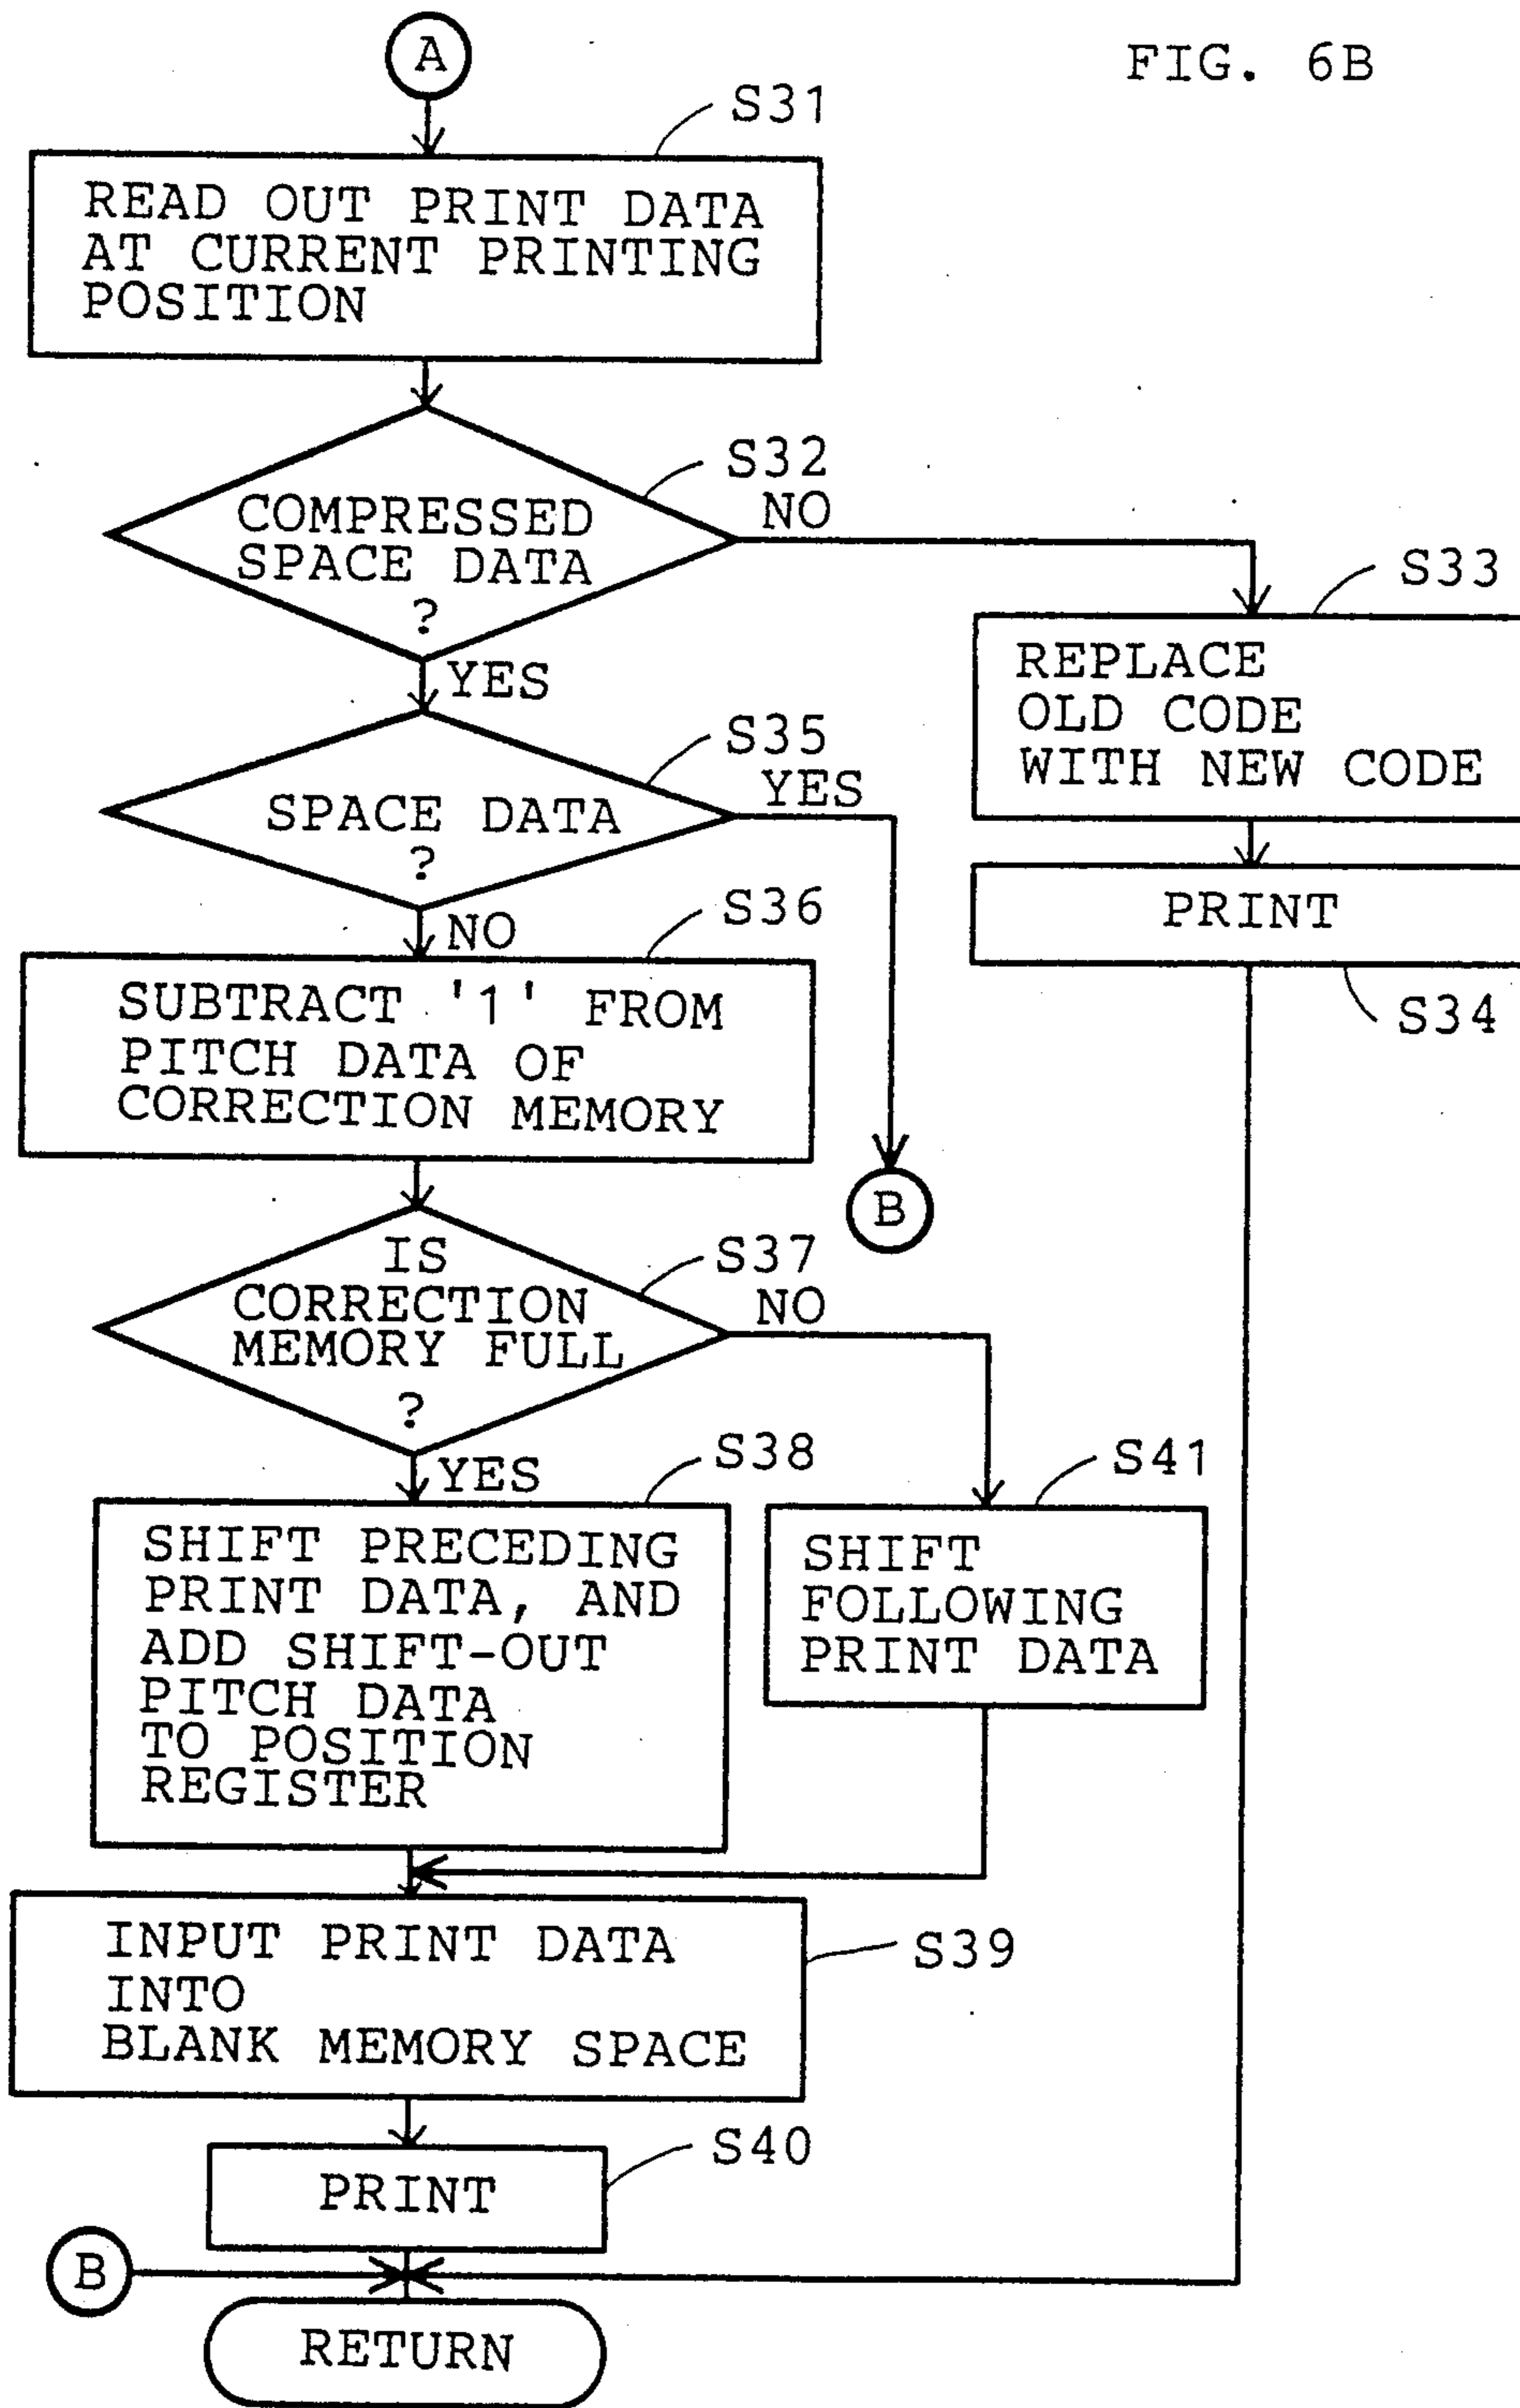 FIG. 6B
A
S31
READ OUT PRINT DATA
AT CURRENT PRINTING
POSITION
S32
COMPRESSED
SPACE DATA
?
NO
YES
S33
REPLACE
OLD CODE
WITH NEW CODE
PRINT
S34
S35
SPACE DATA
?
YES
NO
B
S36
SUBTRACT '1' FROM
PITCH DATA OF
CORRECTION MEMORY
S37
IS
CORRECTION
MEMORY FULL
?
NO
YES
S38
SHIFT PRECEDING
PRINT DATA, AND
ADD SHIFT-OUT
PITCH DATA
TO POSITION
REGISTER
S41
SHIFT
FOLLOWING
PRINT DATA
INPUT PRINT DATA
INTO
BLANK MEMORY SPACE
S39
S40
PRINT
B
RETURN